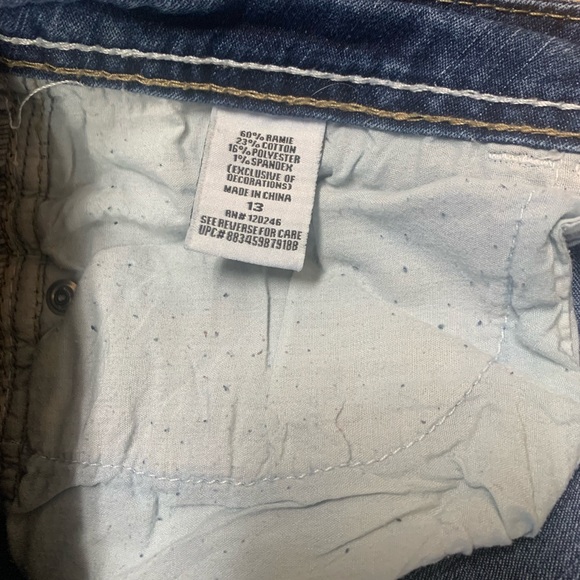 60% RAMIE
23% COTTON
16% POLYESTER
1% SPANDEX
(EXCLUSIVE OF
DECORATIONS)
MADE IN CHINA
13
RN# 120246
SEE REVERSE FOR CARE
UPC# 883459879188